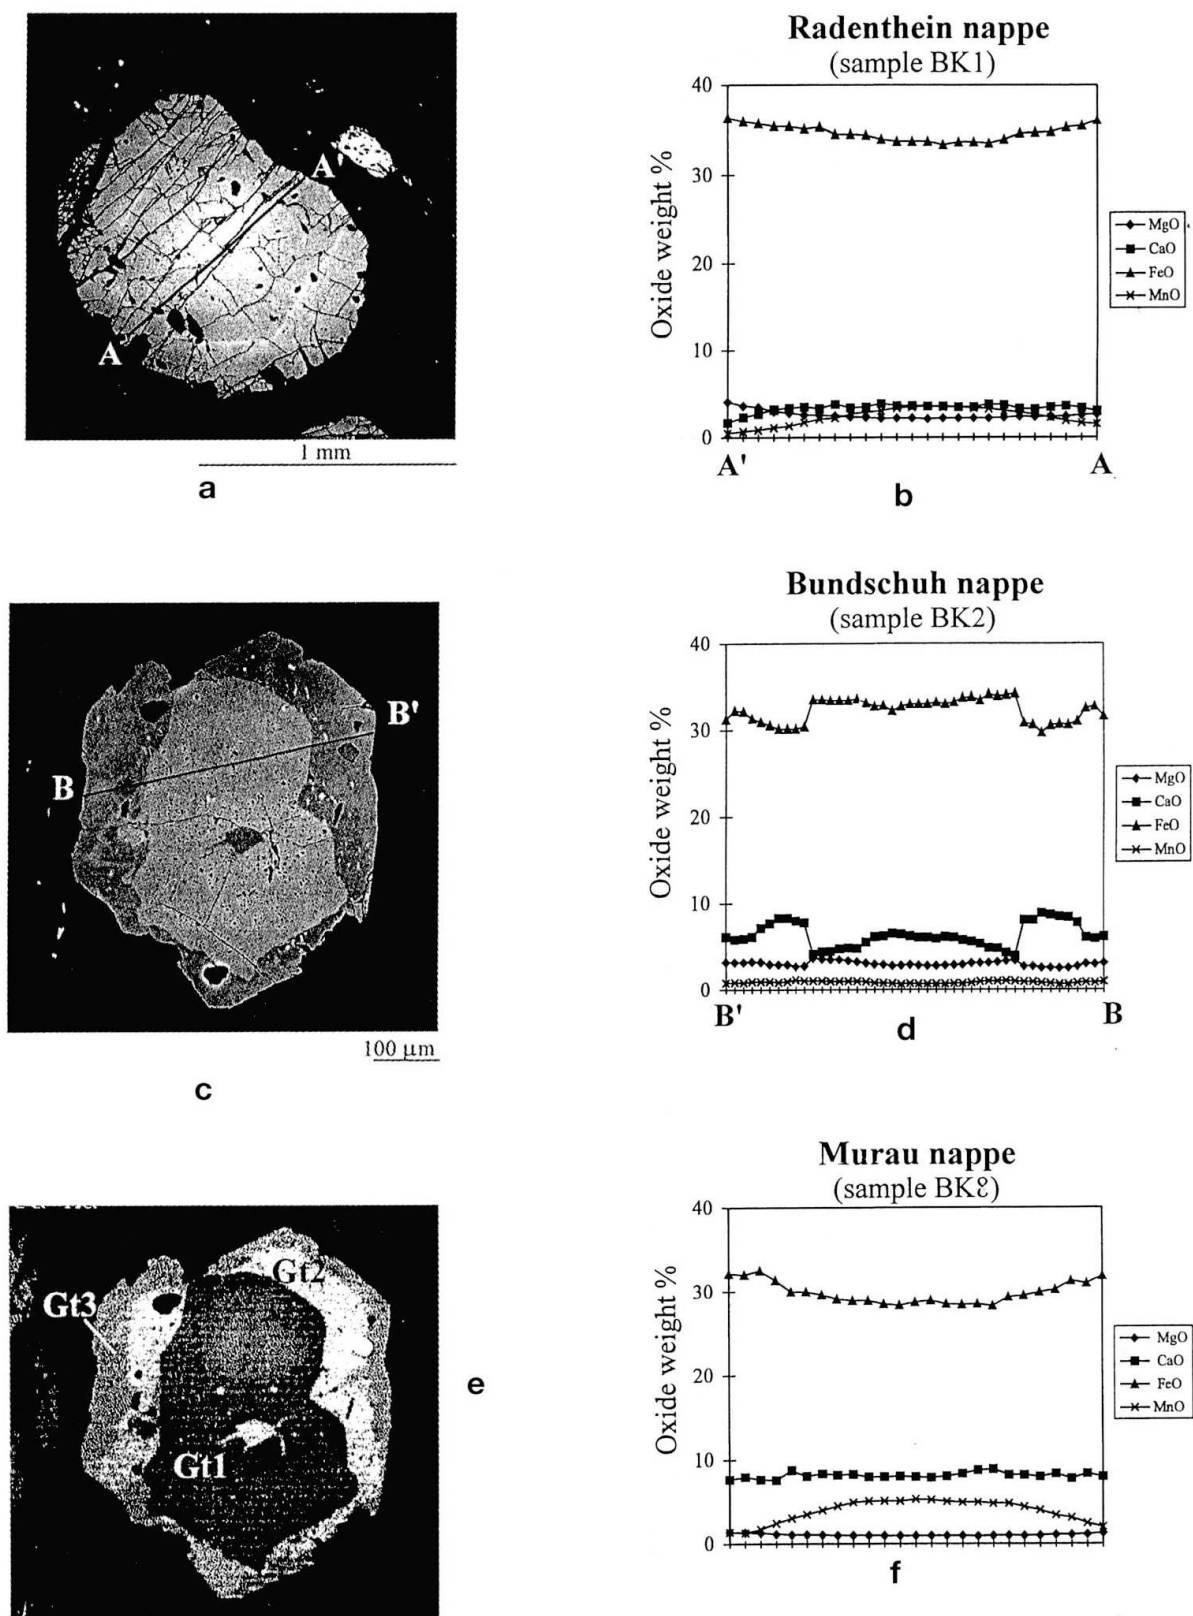 Radenthein nappe
(sample BK1)
A'
A
1 mm
a
Oxide weight %
40
30
20
10
0
A'
A
MgO
CaO
FeO
MnO
b
Bundschuh nappe
(sample BK2)
B'
B
100 µm
c
Oxide weight %
40
30
20
10
0
B'
B
MgO
CaO
FeO
MnO
d
Murau nappe
(sample BK8)
Gt2
Gt3
Gt1
e
Oxide weight %
40
30
20
10
0
MgO
CaO
FeO
MnO
f